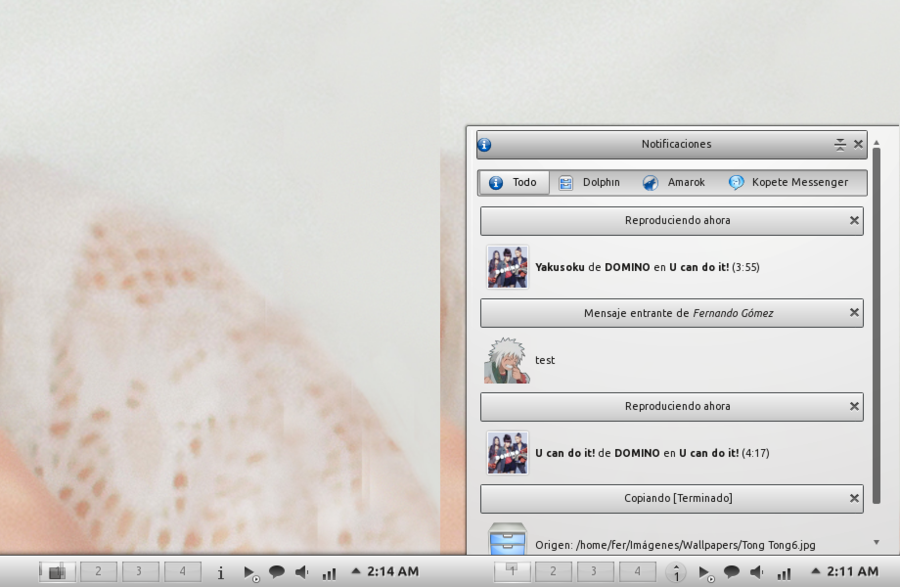 Notificaciones
Todo Dolphin Amarok Kopete Messenger
Reproduciendo ahora
Yakusoku de DOMINO en U can do it! (3:55)
Mensaje entrante de Fernando Gómez
test
Reproduciendo ahora
U can do it! de DOMINO en U can do it! (4:17)
Copiando [Terminado]
Origen: /home/fer/Imágenes/Wallpapers/Tong Tong6.jpg
2 3 4 2:14 AM
1 2 3 4 1 2:11 AM